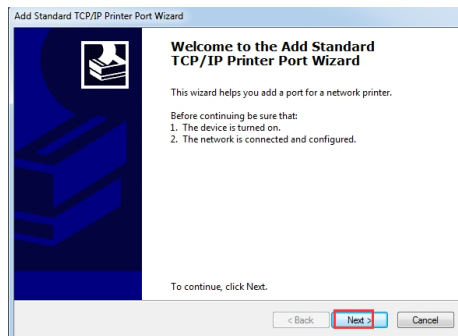 Add Standard TCP/IP Printer Port Wizard
Welcome to the Add Standard
TCP/IP Printer Port Wizard
This wizard helps you add a port for a network printer.
Before continuing be sure that:
1. The device is turned on.
2. The network is connected and configured.
To continue, click Next.
< Back Next > Cancel